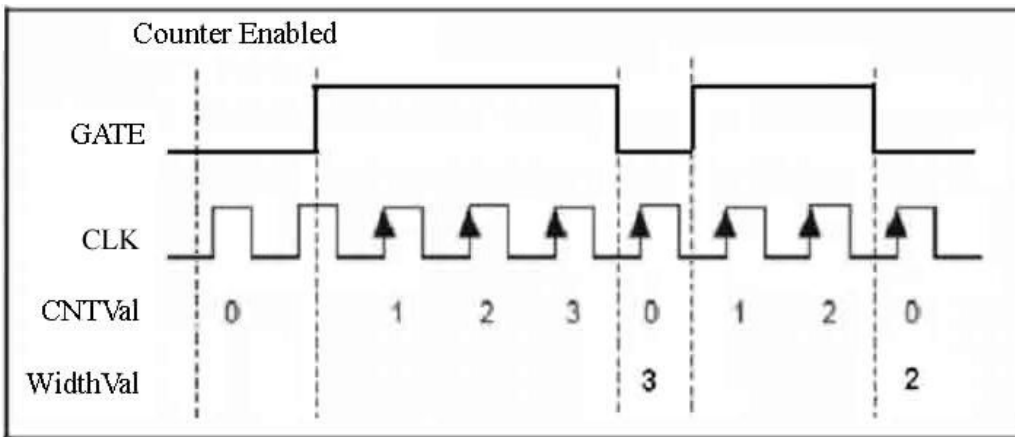 Counter Enabled
GATE
CLK
CNTVal 0 1 2 3 0 1 2 0
WidthVal 3 2